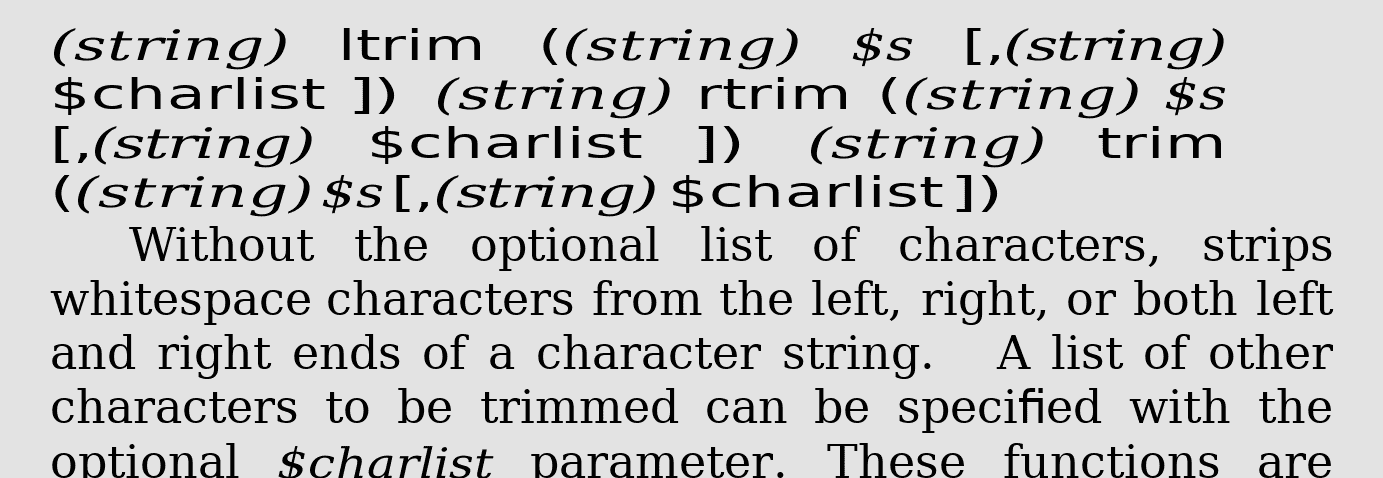 (string) ltrim ((string) $s [,(string)
$charlist ]) (string) rtrim ((string) $s
[,(string) $charlist ]) (string) trim
((string) $s [,(string) $charlist ])
Without the optional list of characters, strips
whitespace characters from the left, right, or both left
and right ends of a character string. A list of other
characters to be trimmed can be specified with the
optional $charlist parameter. These functions are